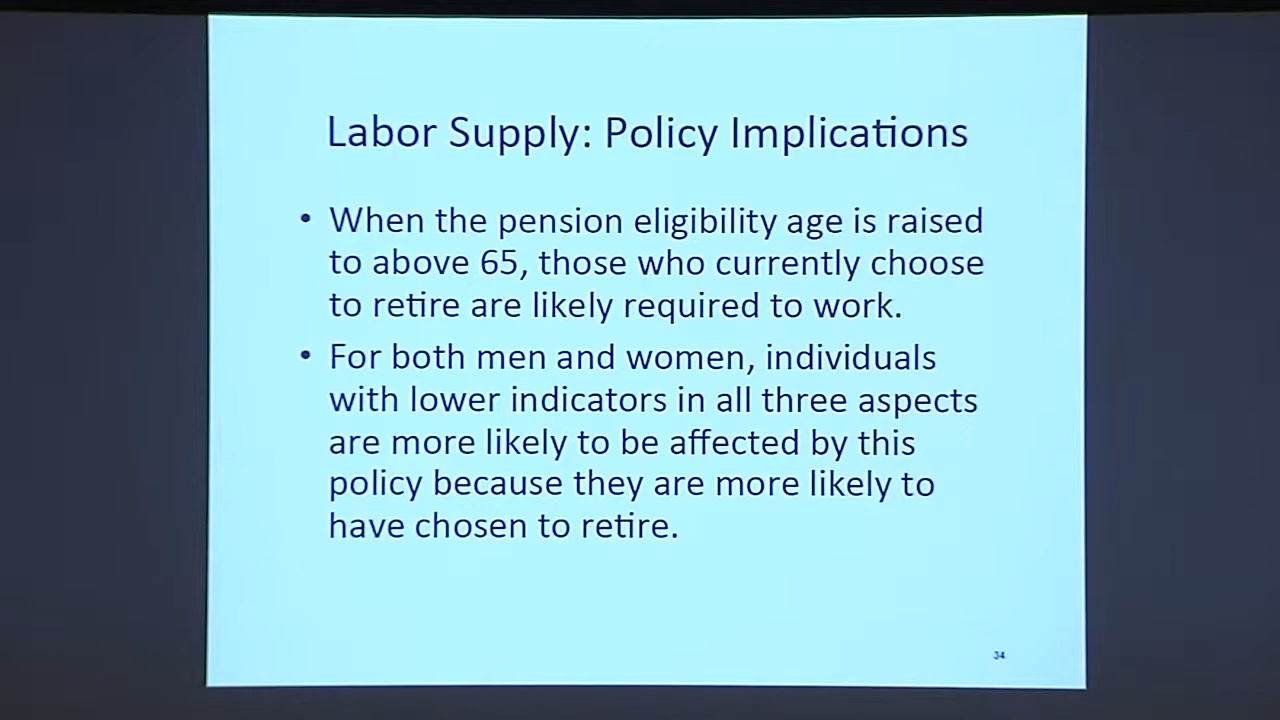 Labor Supply: Policy Implications
• When the pension eligibility age is raised
to above 65, those who currently choose
to retire are likely required to work.
• For both men and women, individuals
with lower indicators in all three aspects
are more likely to be affected by this
policy because they are more likely to
have chosen to retire.
34